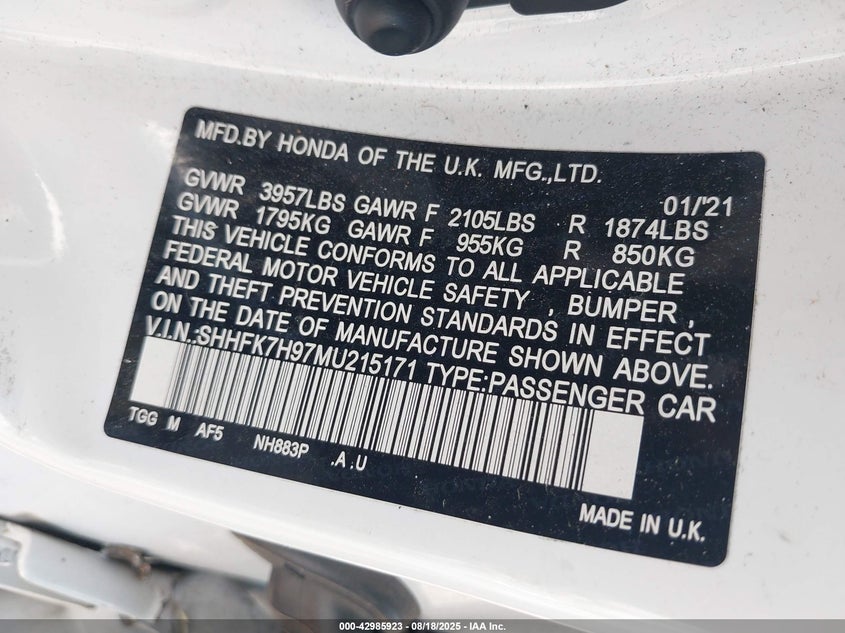 MFD.BY HONDA OF THE U.K. MFG.,LTD.
01/'21
GVWR 3957LBS GAWR F 2105LBS R 1874LBS
GVWR 1795KG GAWR F 955KG R 850KG
THIS VEHICLE CONFORMS TO ALL APPLICABLE
FEDERAL MOTOR VEHICLE SAFETY , BUMPER ,
AND THEFT PREVENTION STANDARDS IN EFFECT
ON THE DATE OF MANUFACTURE SHOWN ABOVE.
V.I.N.:SHHFK7H97MU215171 TYPE:PASSENGER CAR
TGG M AF5 NH883P .A .U
MADE IN U.K.
000-42985923 - 08/18/2025 - IAA Inc.